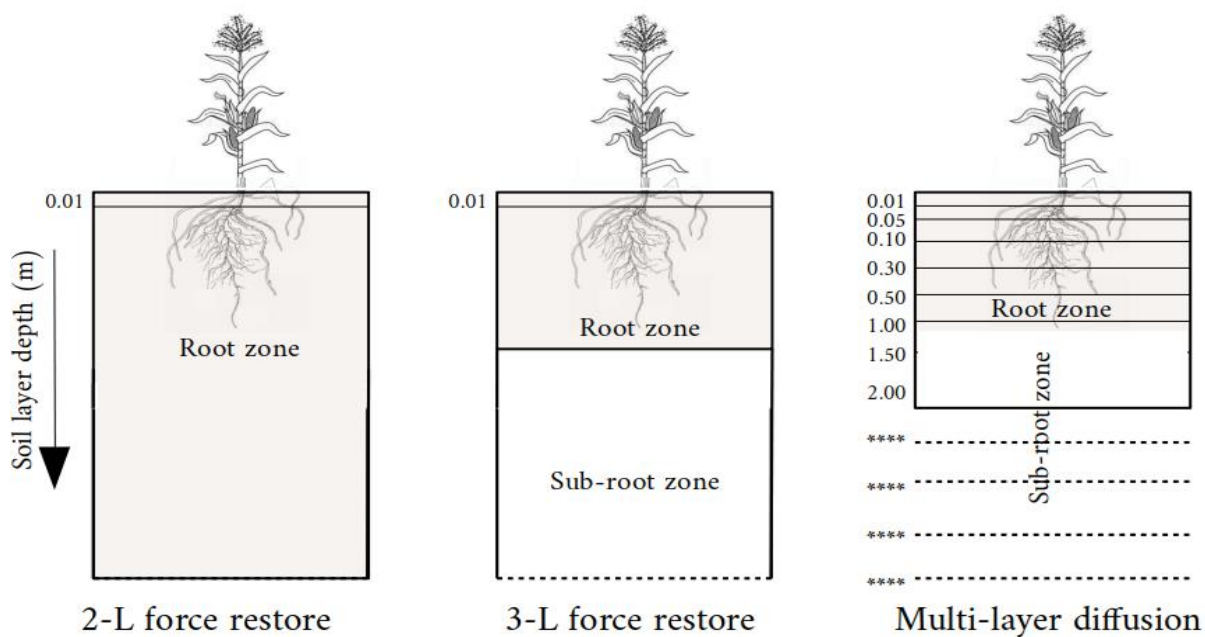 Soil layer depth (m)
0.01
Root zone
2-L force restore
0.01
Root zone
Sub-root zone
3-L force restore
0.01
0.05
0.10
0.30
0.50
1.00
1.50
2.00
****
****
****
****
Root zone
Sub-root zone
Multi-layer diffusion